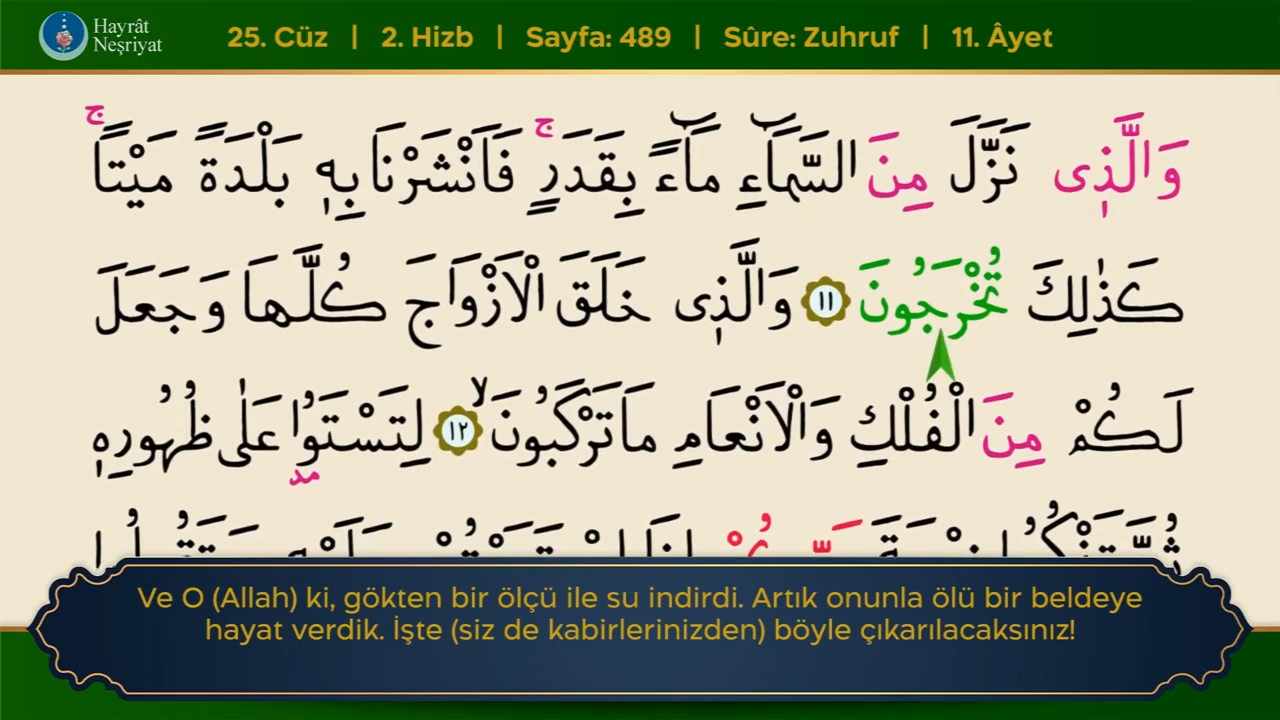 Hayrât
Neşriyat
25. Cüz | 2. Hizb | Sayfa: 489 | Sûre: Zuhruf | 11. Âyet
وَالَّذ۪ى نَزَّلَ مِنَ السَّمَٓاءِ مَٓاءً بِقَدَرٍۚ فَاَنْشَرْنَا بِه۪ بَلْدَةً مَيْتًاۚ
كَذٰلِكَ تُخْرَجُونَ ﴿١١﴾ وَالَّذ۪ى خَلَقَ الْاَزْوَاجَ كُلَّهَا وَجَعَلَ
لَكُمْ مِنَ الْفُلْكِ وَالْاَنْعَامِ مَا تَرْكَبُونَۙ ﴿١٢﴾ لِتَسْتَوُ۫ا عَلٰى ظُهُورِه۪
Ve O (Allah) ki, gökten bir ölçü ile su indirdi. Artık onunla ölü bir beldeye
hayat verdik. İşte (siz de kabirlerinizden) böyle çıkarılacaksınız!